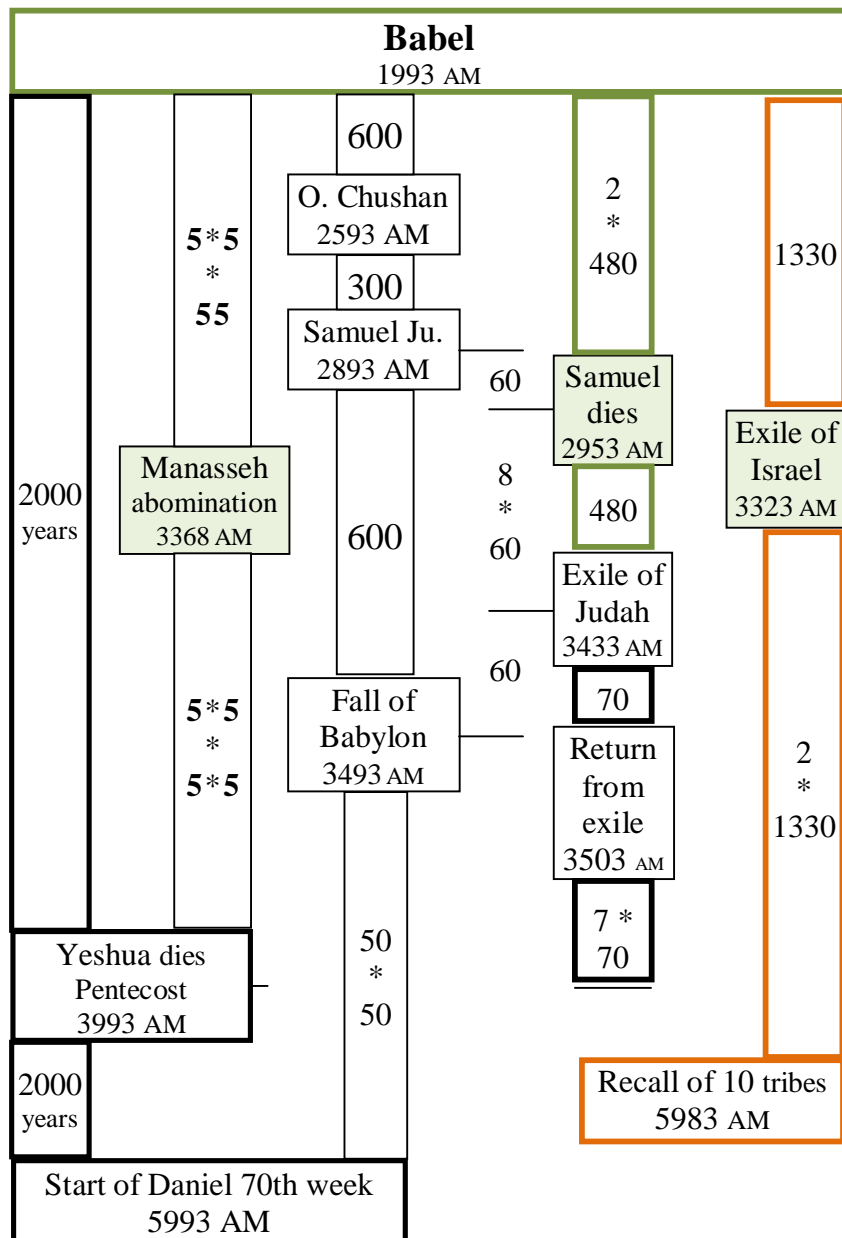 Babel
1993 AM
2000
years
5*5
*
55
Manasseh
abomination
3368 AM
5*5
*
5*5
600
O. Chushan
2593 AM
300
Samuel Ju.
2893 AM
600
Fall of
Babylon
3493 AM
50
*
50
60
8
*
60
60
2
*
480
Samuel
dies
2953 AM
480
Exile of
Judah
3433 AM
70
Return
from
exile
3503 AM
7 *
70
1330
Exile of
Israel
3323 AM
2
*
1330
Yeshua dies
Pentecost
3993 AM
2000
years
Recall of 10 tribes
5983 AM
Start of Daniel 70th week
5993 AM